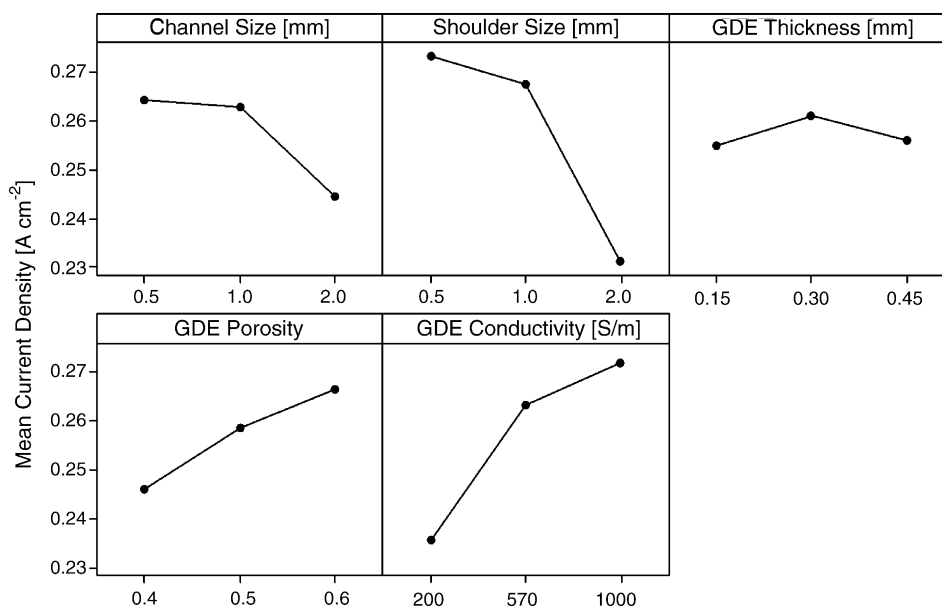 Channel Size [mm] Shoulder Size [mm] GDE Thickness [mm]
0.27
0.26
0.25
0.24
0.23
0.5 1.0 2.0 0.5 1.0 2.0 0.15 0.30 0.45
Mean Current Density [A cm-2]
GDE Porosity GDE Conductivity [S/m]
0.27
0.26
0.25
0.24
0.23
0.4 0.5 0.6 200 570 1000